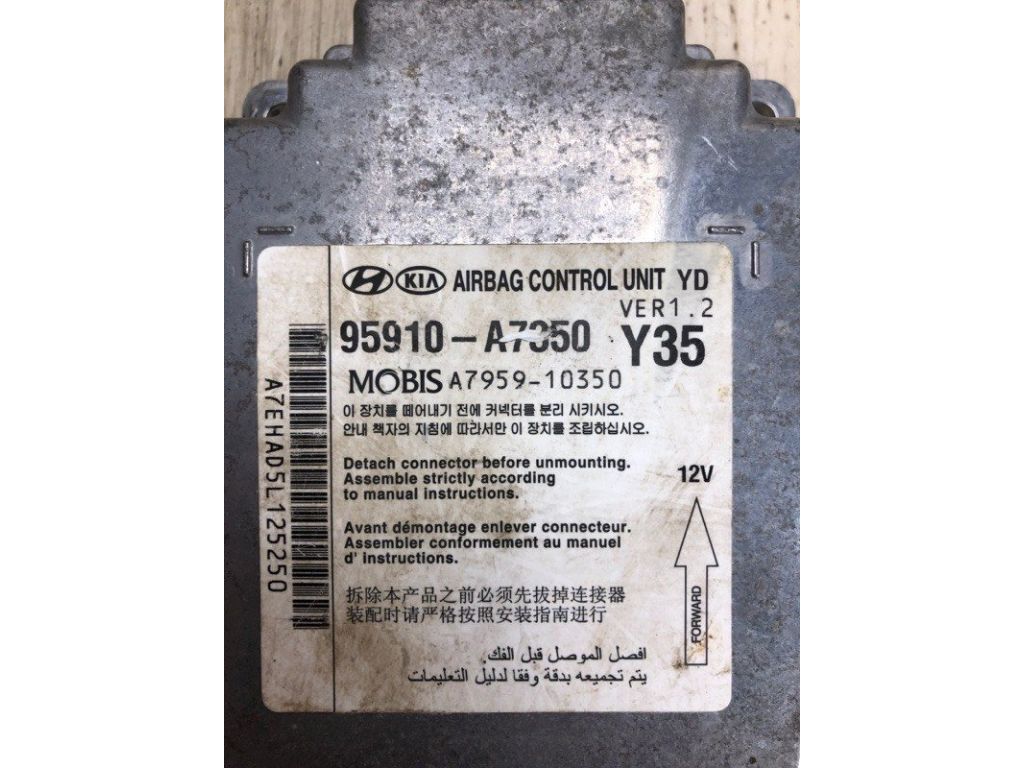 KIA AIRBAG CONTROL UNIT YD
VER1.2
95910-A7350 Y35
MOBIS A7959-10350
이 장치를 떼어내기 전에 커넥터를 분리 시키시오.
안내 책자의 지침에 따라서만 이 장치를 조립하십시오.
Detach connector before unmounting.
Assemble strictly according
to manual instructions.
12V
Avant démontage enlever connecteur.
Assembler conformement au manuel
d' instructions.
FORWARD
拆除本产品之前必须先拔掉连接器
装配时请严格按照安装指南进行
افصل الموصل قبل الفك.
يتم تجميعه بدقة وفقا لدليل التعليمات
A7EHAD5L125250